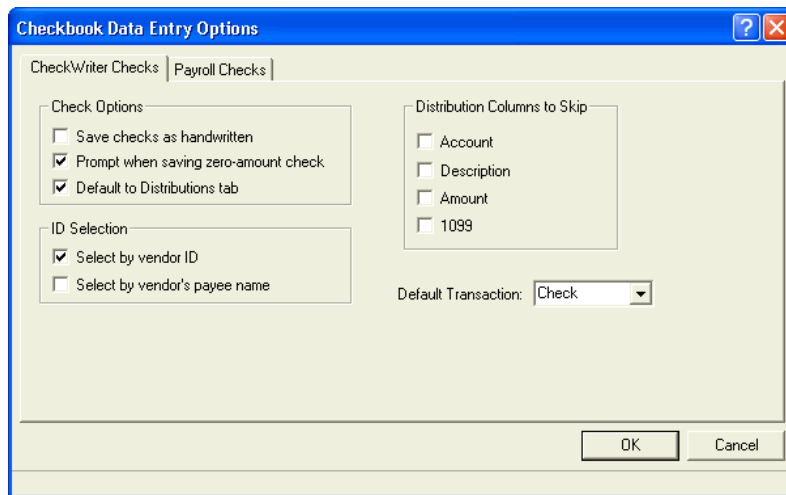 Checkbook Data Entry Options
CheckWriter Checks
Payroll Checks
Check Options
Save checks as handwritten
Prompt when saving zero-amount check
Default to Distributions tab
ID Selection
Select by vendor ID
Select by vendor's payee name
Distribution Columns to Skip
Account
Description
Amount
1099
Default Transaction: Check
OK
Cancel